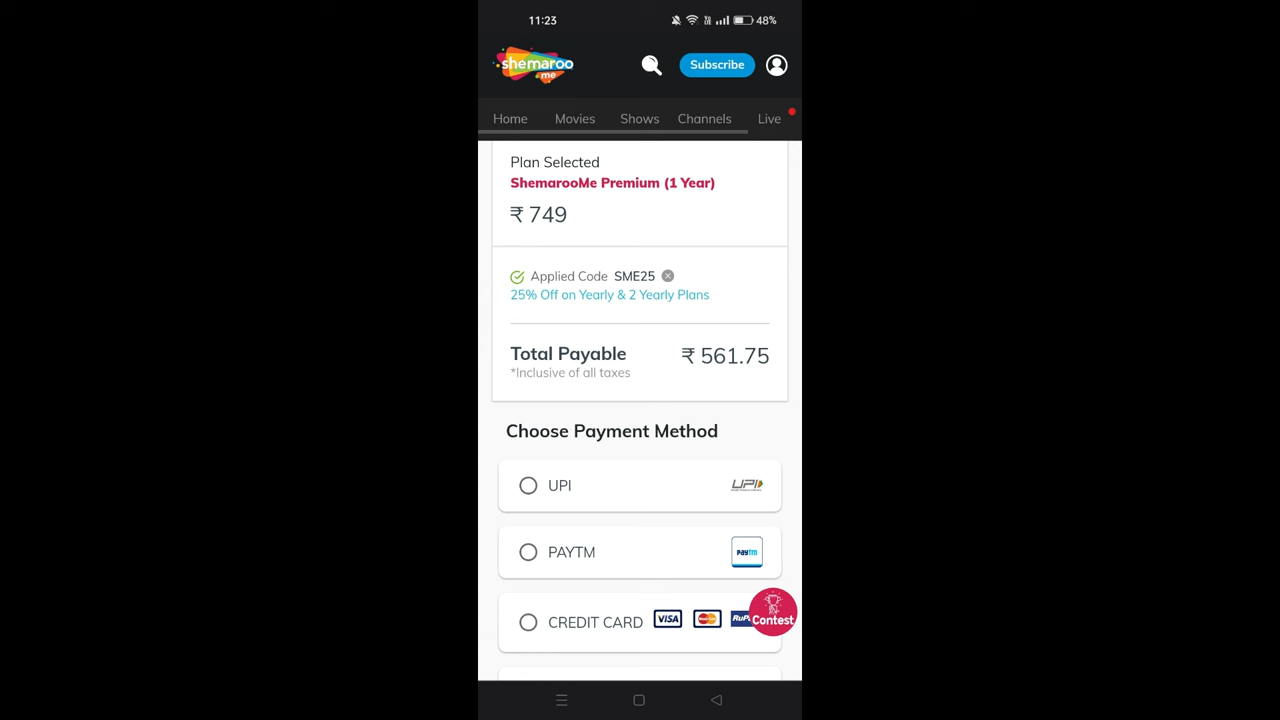 11:23
48%
shemaroo
me
Subscribe
Home Movies Shows Channels Live
Plan Selected
ShemarooMe Premium (1 Year)
₹ 749
Applied Code SME25
25% Off on Yearly & 2 Yearly Plans
Total Payable ₹ 561.75
*Inclusive of all taxes
Choose Payment Method
UPI UPI
PAYTM paytm
CREDIT CARD VISA
Contest